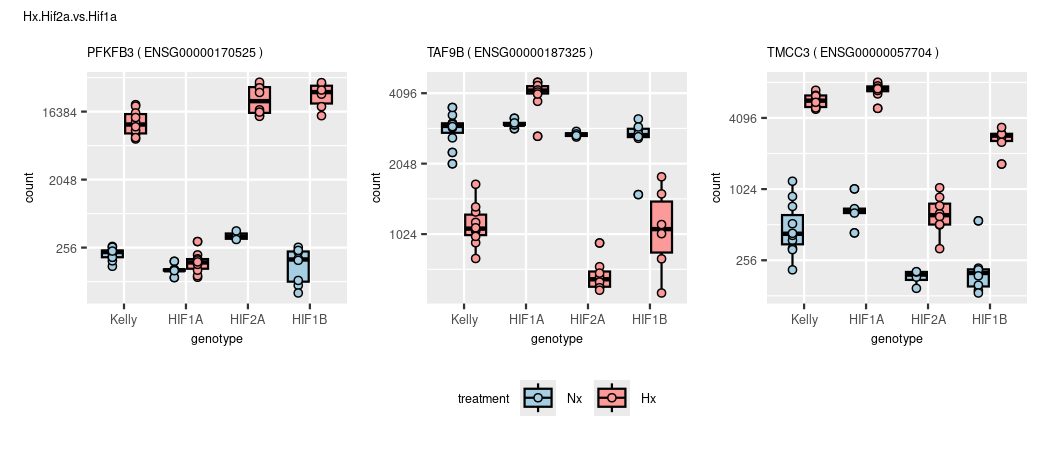 Hx.Hif2a.vs.Hif1a
PFKFB3 ( ENSG00000170525 )
16384
2048
256
count
Kelly HIF1A HIF2A HIF1B
genotype
TAF9B ( ENSG00000187325 )
4096
2048
1024
count
Kelly HIF1A HIF2A HIF1B
genotype
TMCC3 ( ENSG00000057704 )
4096
1024
256
count
Kelly HIF1A HIF2A HIF1B
genotype
treatment Nx Hx